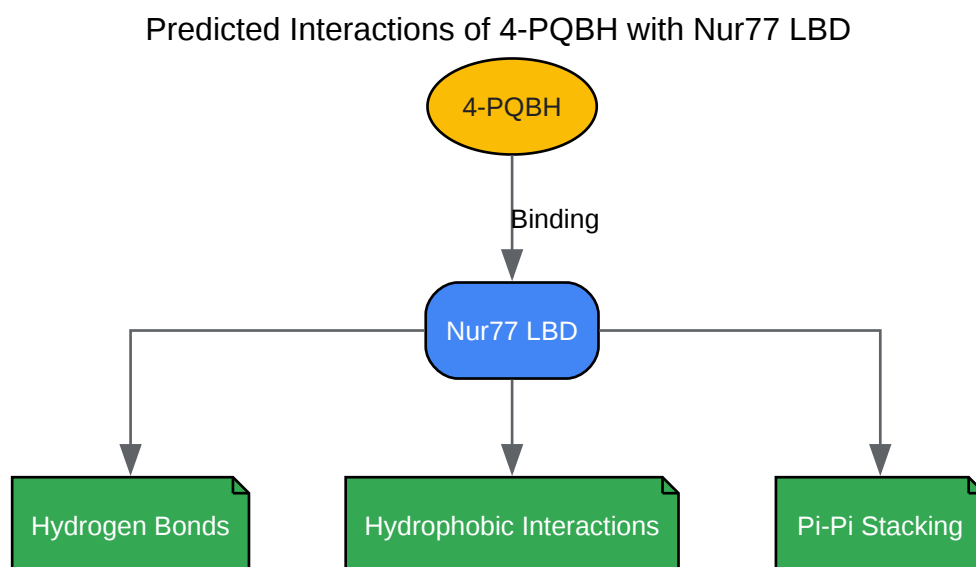 Predicted Interactions of 4-PQBH with Nur77 LBD
4-PQBH
Binding
Nur77 LBD
Hydrogen Bonds
Hydrophobic Interactions
Pi-Pi Stacking